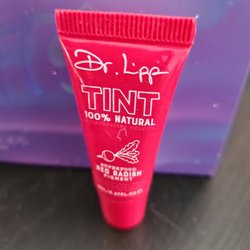 Dr. Lipp
TINT
100% NATURAL
SUPERFOOD
RED RADISH
PIGMENT